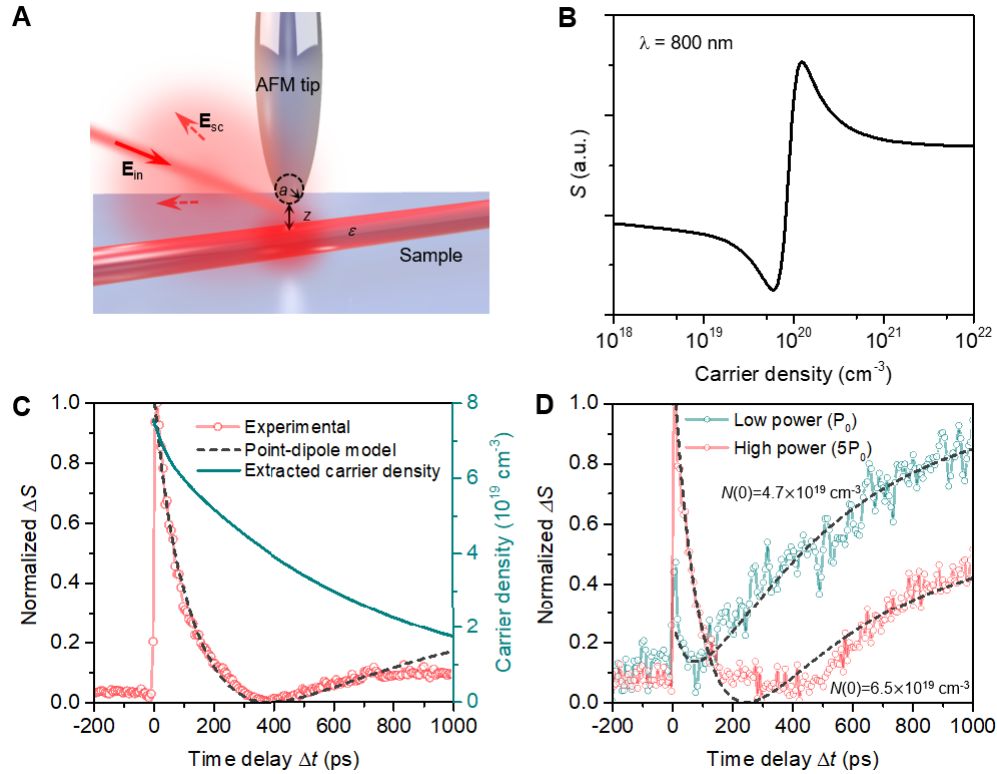 A
AFM tip
E_sc
E_in
a
z
ε
Sample
B
λ = 800 nm
S (a.u.)
10^18 10^19 10^20 10^21 10^22
Carrier density (cm^-3)
C
1.0
0.8
0.6
0.4
0.2
0.0
Normalized ΔS
Experimental
Point-dipole model
Extracted carrier density
8
6
4
2
0
Carrier density (10^19 cm^-3)
-200 0 200 400 600 800 1000
Time delay Δt (ps)
D
1.0
0.8
0.6
0.4
0.2
0.0
Normalized ΔS
Low power (P_0)
High power (5P_0)
N(0)=4.7×10^19 cm^-3
N(0)=6.5×10^19 cm^-3
-200 0 200 400 600 800 1000
Time delay Δt (ps)